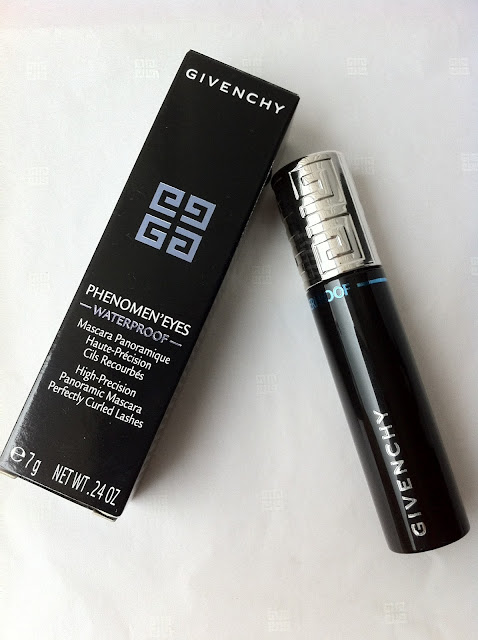 GIVENCHY
PHENOMEN'EYES
WATERPROOF
Mascara Panoramique
Haute-Précision
Cils Recourbés
High-Precision
Panoramic Mascara
Perfectly Curled Lashes
e 7 g NET WT .24 OZ
GIVENCHY